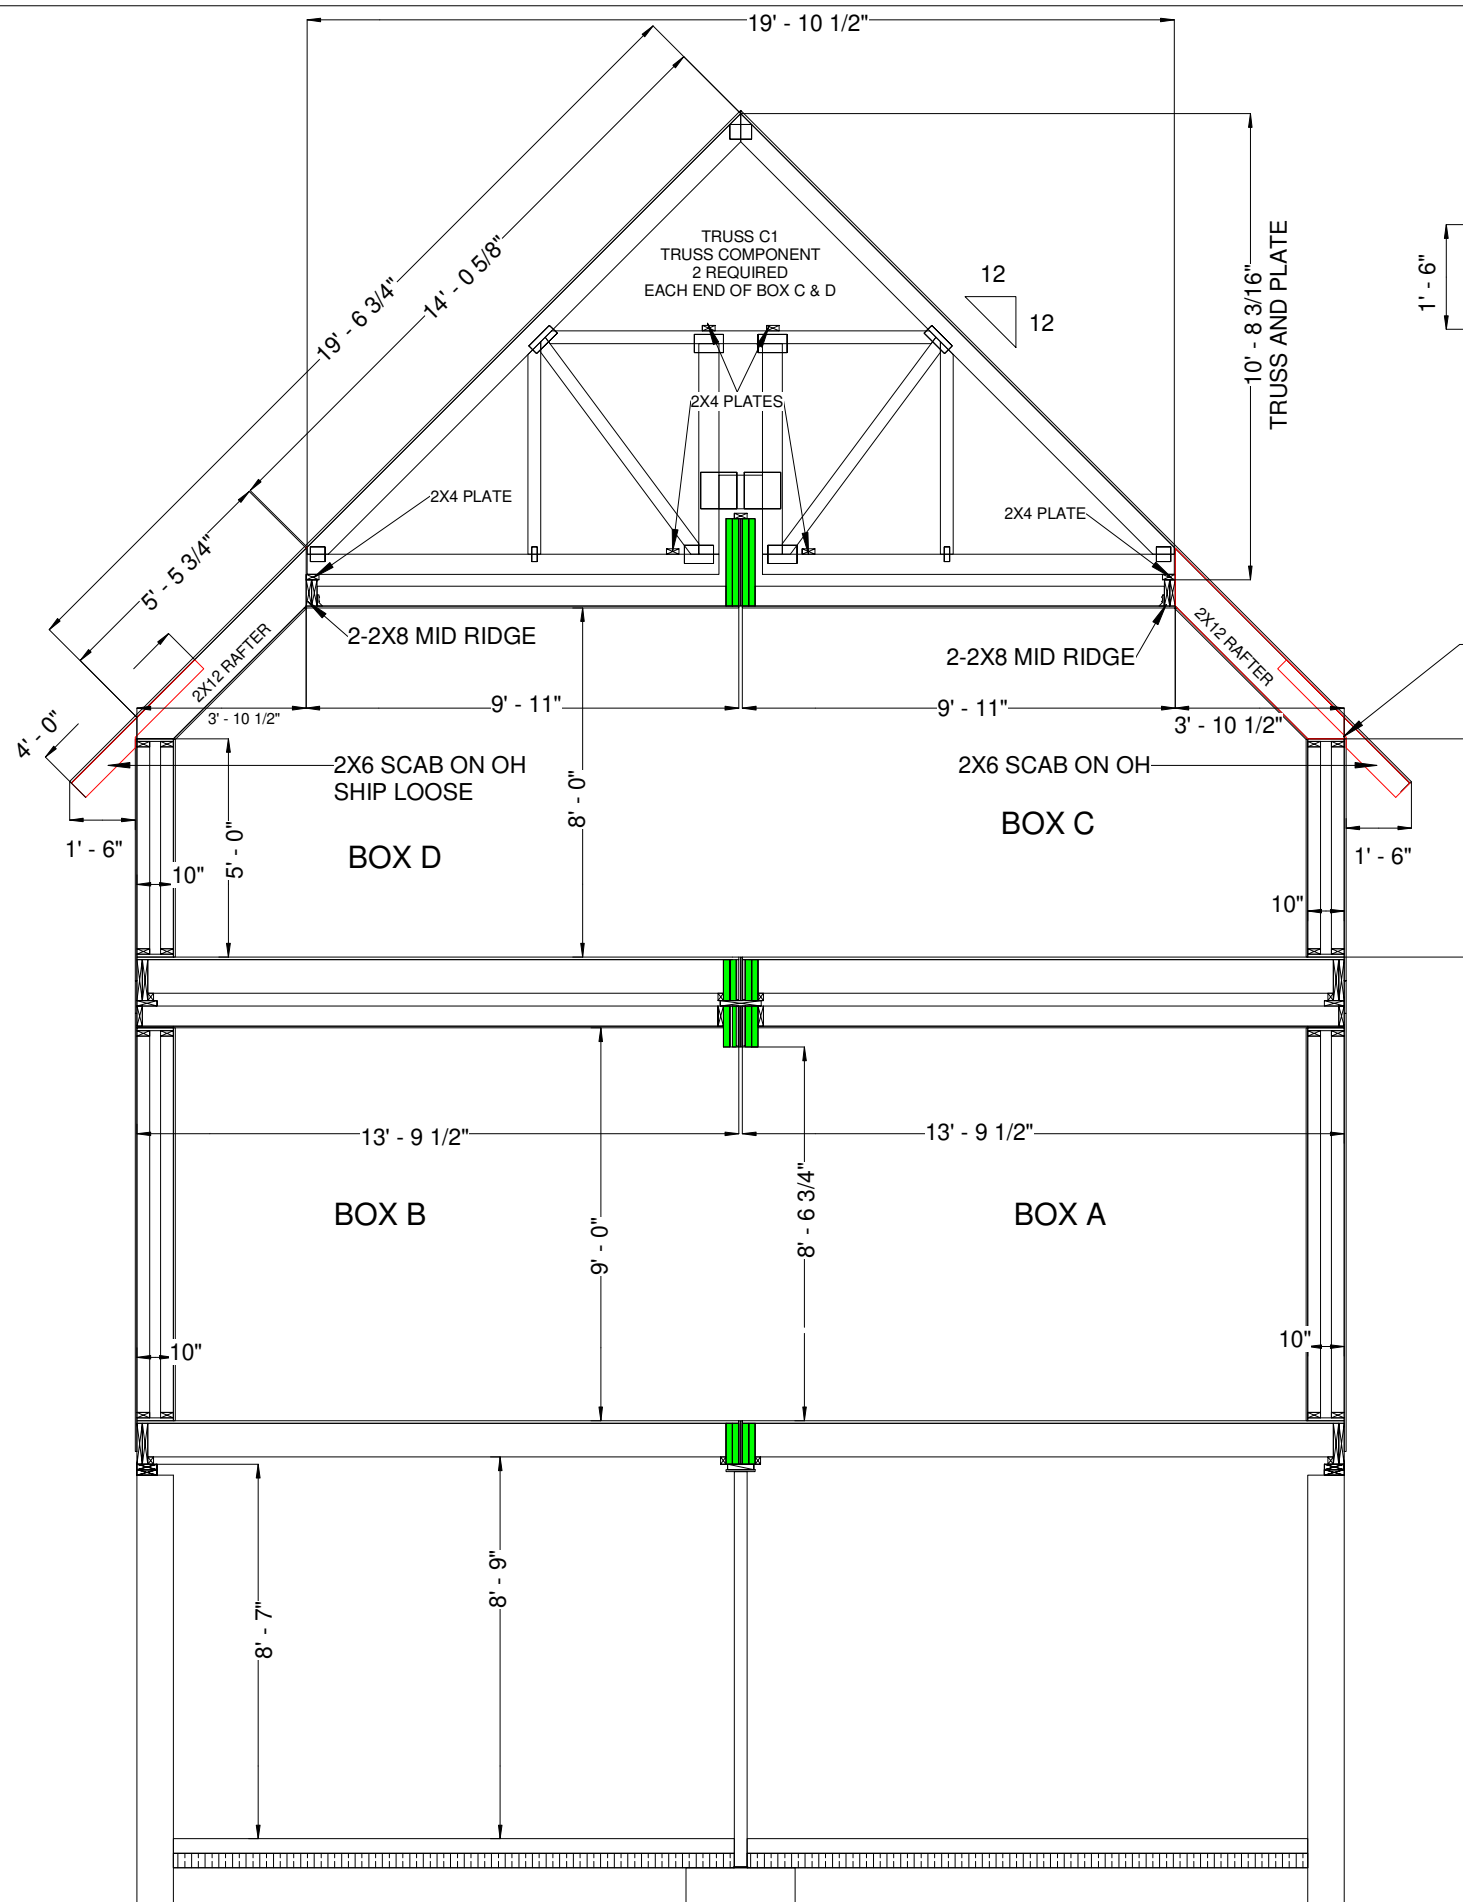 19' - 10 1/2"
19' - 6 3/4"
14' - 0 5/8"
TRUSS C1
TRUSS COMPONENT
2 REQUIRED
EACH END OF BOX C & D
12
12
10' - 8 3/16"
TRUSS AND PLATE
1' - 6"
2X4 PLATES
2X4 PLATE
2X4 PLATE
5' - 5 3/4"
2X12 RAFTER
2-2X8 MID RIDGE
2-2X8 MID RIDGE
2X12 RAFTER
4' - 0"
3' - 10 1/2"
9' - 11"
9' - 11"
3' - 10 1/2"
2X6 SCAB ON OH
SHIP LOOSE
2X6 SCAB ON OH
8' - 0"
BOX C
1' - 6"
5' - 0"
BOX D
1' - 6"
10"
10"
13' - 9 1/2"
13' - 9 1/2"
8' - 6 3/4"
BOX B
BOX A
9' - 0"
10"
10"
8' - 9"
8' - 7"